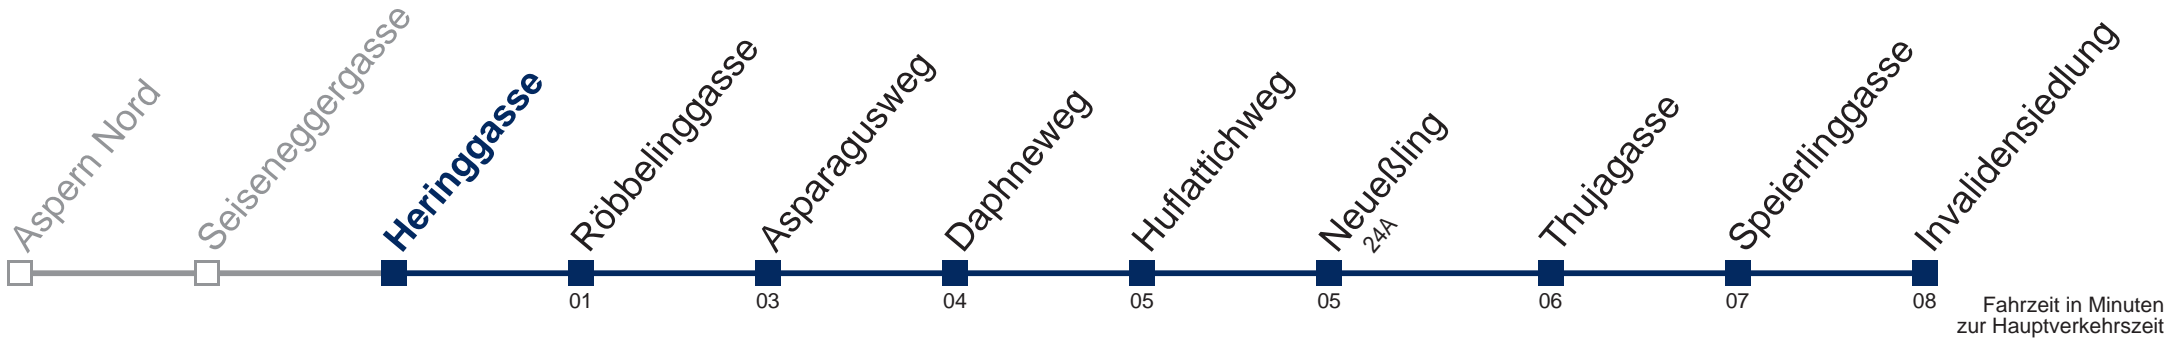 Aspern Nord
Seiseneggergasse
Heringgasse
Röbbelinggasse
Asparagusweg
Daphneweg
Huflattichweg
Neueßling
24A
Thujagasse
Speierlinggasse
Invalidensiedlung
01
03
04
05
05
06
07
08
Fahrzeit in Minuten
zur Hauptverkehrszeit